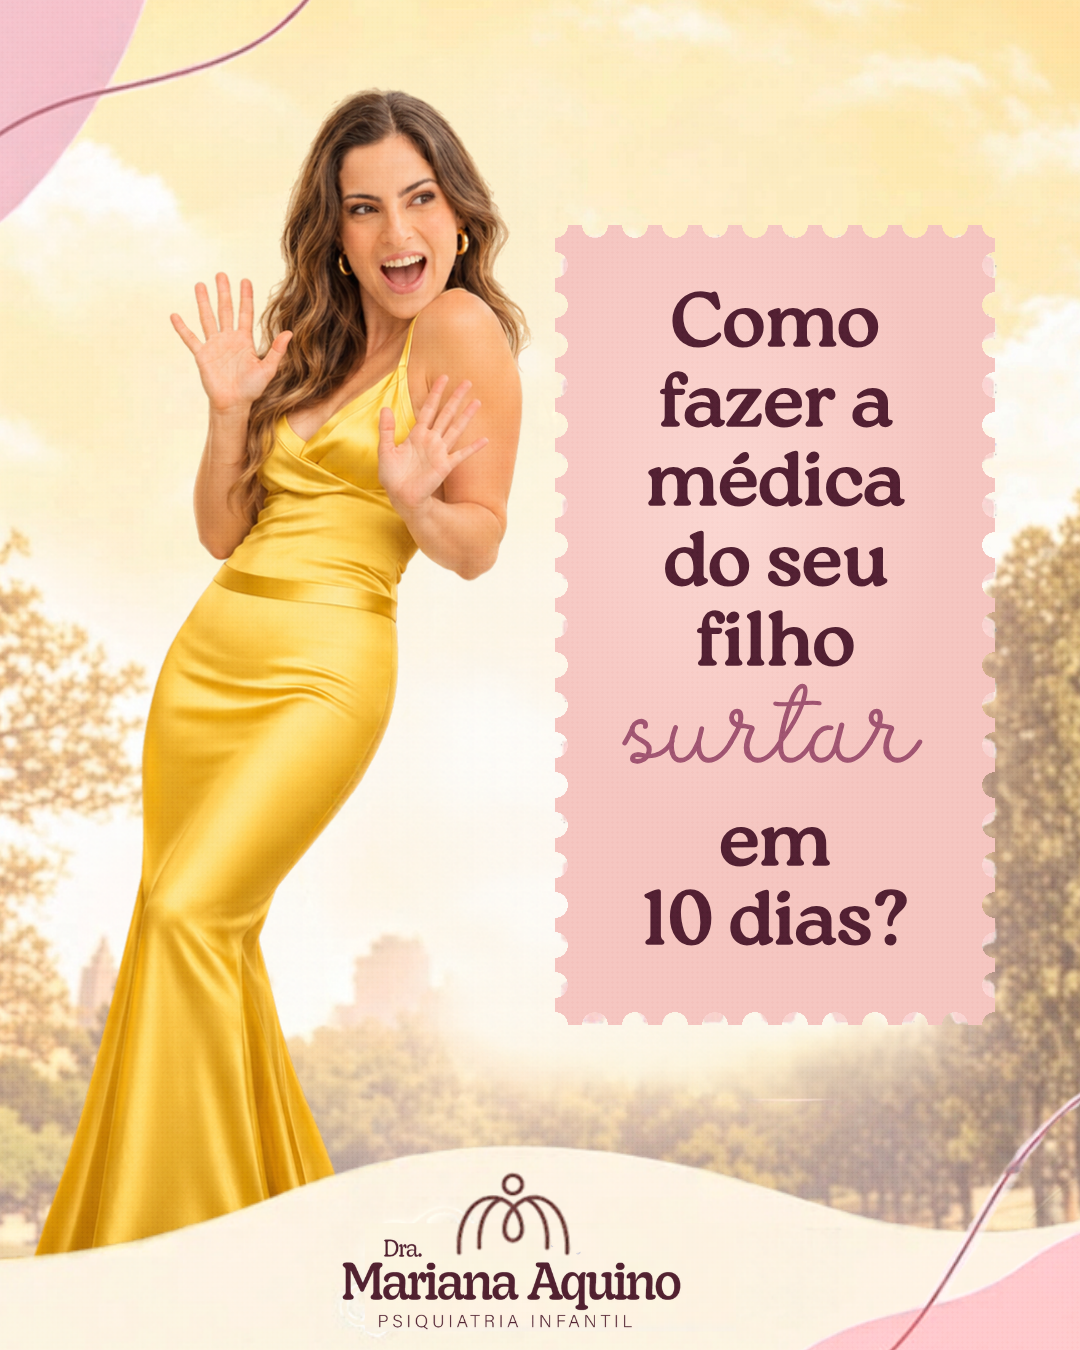 Como
fazer a
médica
do seu
filho
surtar
em
10 dias?
Dra.
Mariana Aquino
PSIQUIATRIA INFANTIL